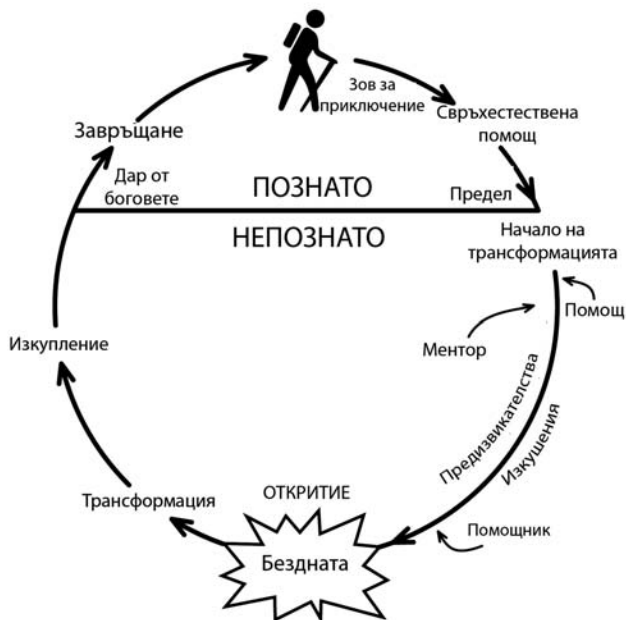 Зов за
приключение
Свръхестествена
помощ
Завръщане
Дар от
боговете
ПОЗНАТО
Предел
НЕПОЗНАТО
Начало на
трансформацията
Помощ
Ментор
Изкупление
Предизвикателства
Изкушения
Трансформация
ОТКРИТИЕ
Помощник
Бездната